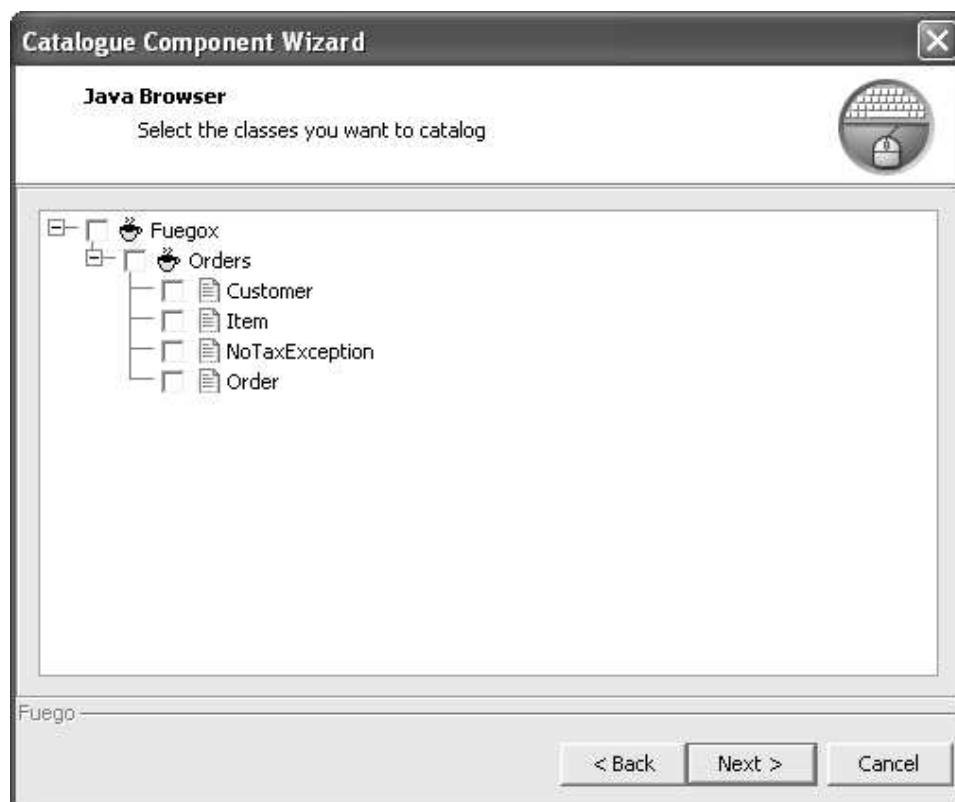 Catalogue Component Wizard
Java Browser
Select the classes you want to catalog
Fuegox
Orders
Customer
Item
NoTaxException
Order
Fuego
< Back Next > Cancel